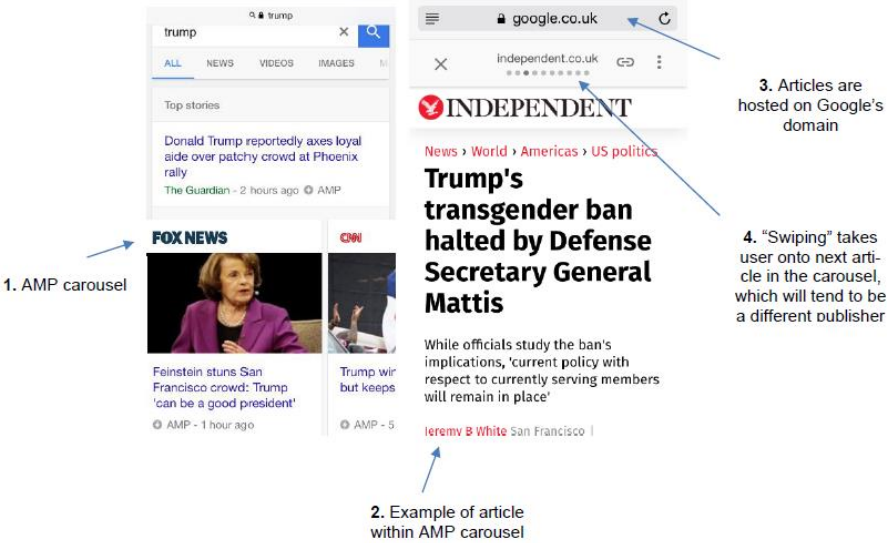 trump
trump
ALL NEWS VIDEOS IMAGES M
Top stories
Donald Trump reportedly axes loyal
aide over patchy crowd at Phoenix
rally
The Guardian - 2 hours ago AMP
FOX NEWS
CNN
Feinstein stuns San
Francisco crowd: Trump
'can be a good president'
AMP - 1 hour ago
Trump win
but keeps
AMP - 5
1. AMP carousel
google.co.uk
independent.co.uk
INDEPENDENT
News › World › Americas › US politics
Trump's
transgender ban
halted by Defense
Secretary General
Mattis
While officials study the ban's
implications, 'current policy with
respect to currently serving members
will remain in place'
Jeremy B White San Francisco |
2. Example of article
within AMP carousel
3. Articles are
hosted on Google's
domain
4. “Swiping” takes
user onto next arti-
cle in the carousel,
which will tend to be
a different publisher